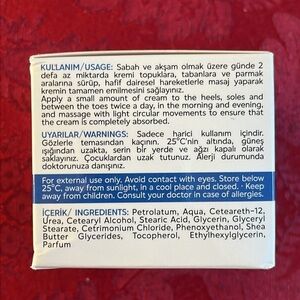 KULLANIM/USAGE: Sabah ve akşam olmak üzere günde 2
defa az miktarda kremi topuklara, tabanlara ve parmak
aralarına sürüp, hafif dairesel hareketlerle masaj yaparak
kremin tamamen emilmesini sağlayınız.
Apply a small amount of cream to the heels, soles and
between the toes twice a day, in the morning and evening,
and massage with light circular movements to ensure that
the cream is completely absorbed.
UYARILAR/WARNINGS: Sadece harici kullanım içindir.
Gözlerle temasından kaçının. 25°C'nin altında, güneş
ışığından uzakta, serin bir yerde ve ağzı kapalı olarak
saklayınız. Çocuklardan uzak tutunuz. Alerji durumunda
doktorunuza danışınız.
For external use only. Avoid contact with eyes. Store below
25°C, away from sunlight, in a cool place and closed. · Keep
away from children. Consult your doctor in case of allergies.
İÇERİK/ INGREDIENTS: Petrolatum, Aqua, Ceteareth-12,
Urea, Cetearyl Alcohol, Stearic Acid, Glycerin, Glyceryl
Stearate, Cetrimonium Chloride, Phenoxyethanol, Shea
Butter Glycerides, Tocopherol, Ethylhexylglycerin,
Parfum